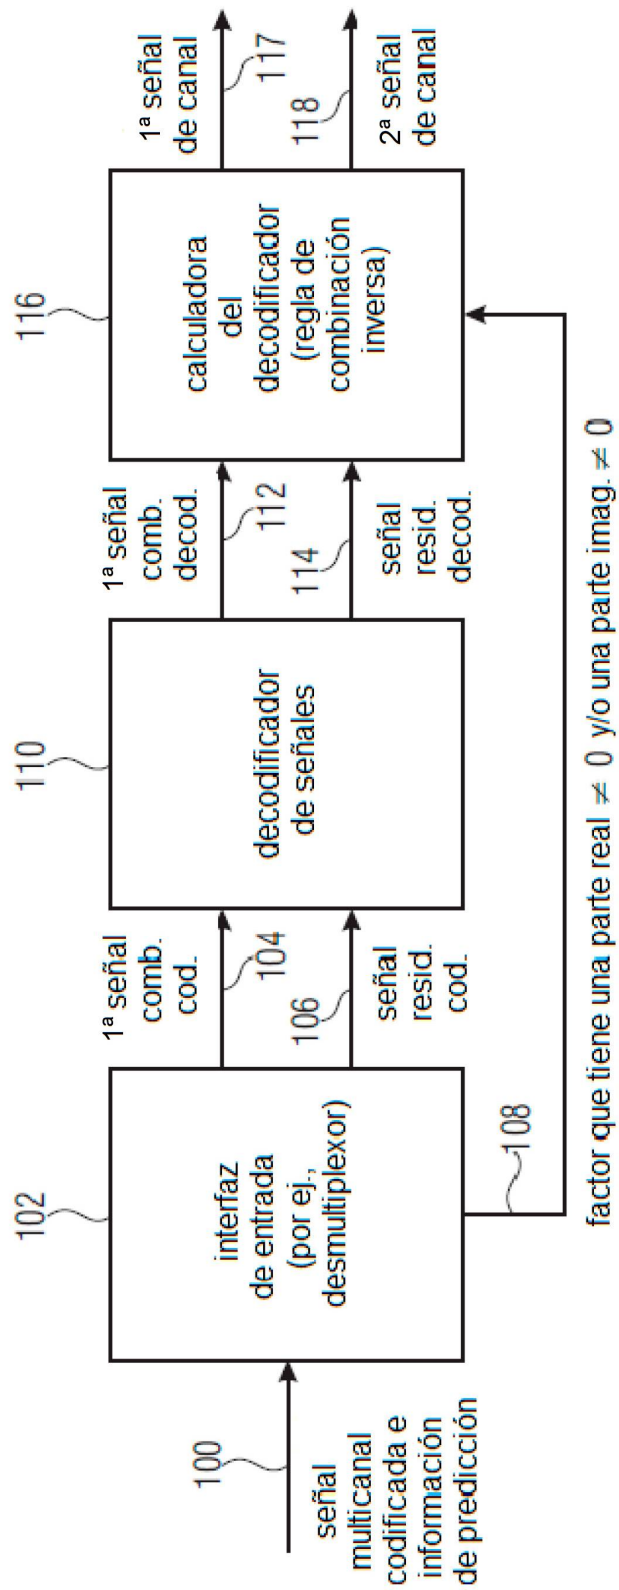 100
señal
multicanal
codificada e
información
de predicción
102
interfaz
de entrada
(por ej.,
desmultiplexor)
1ª señal
comb.
cod.
104
106
señal
resid.
cod.
108
110
decodificador
de señales
1ª señal
comb.
decod.
112
114
señal
resid.
decod.
116
calculadora
del
decodificador
(regla de
combinación
inversa)
1ª señal
de canal
117
118
2ª señal
de canal
factor que tiene una parte real ≠ 0 y/o una parte imag. ≠ 0